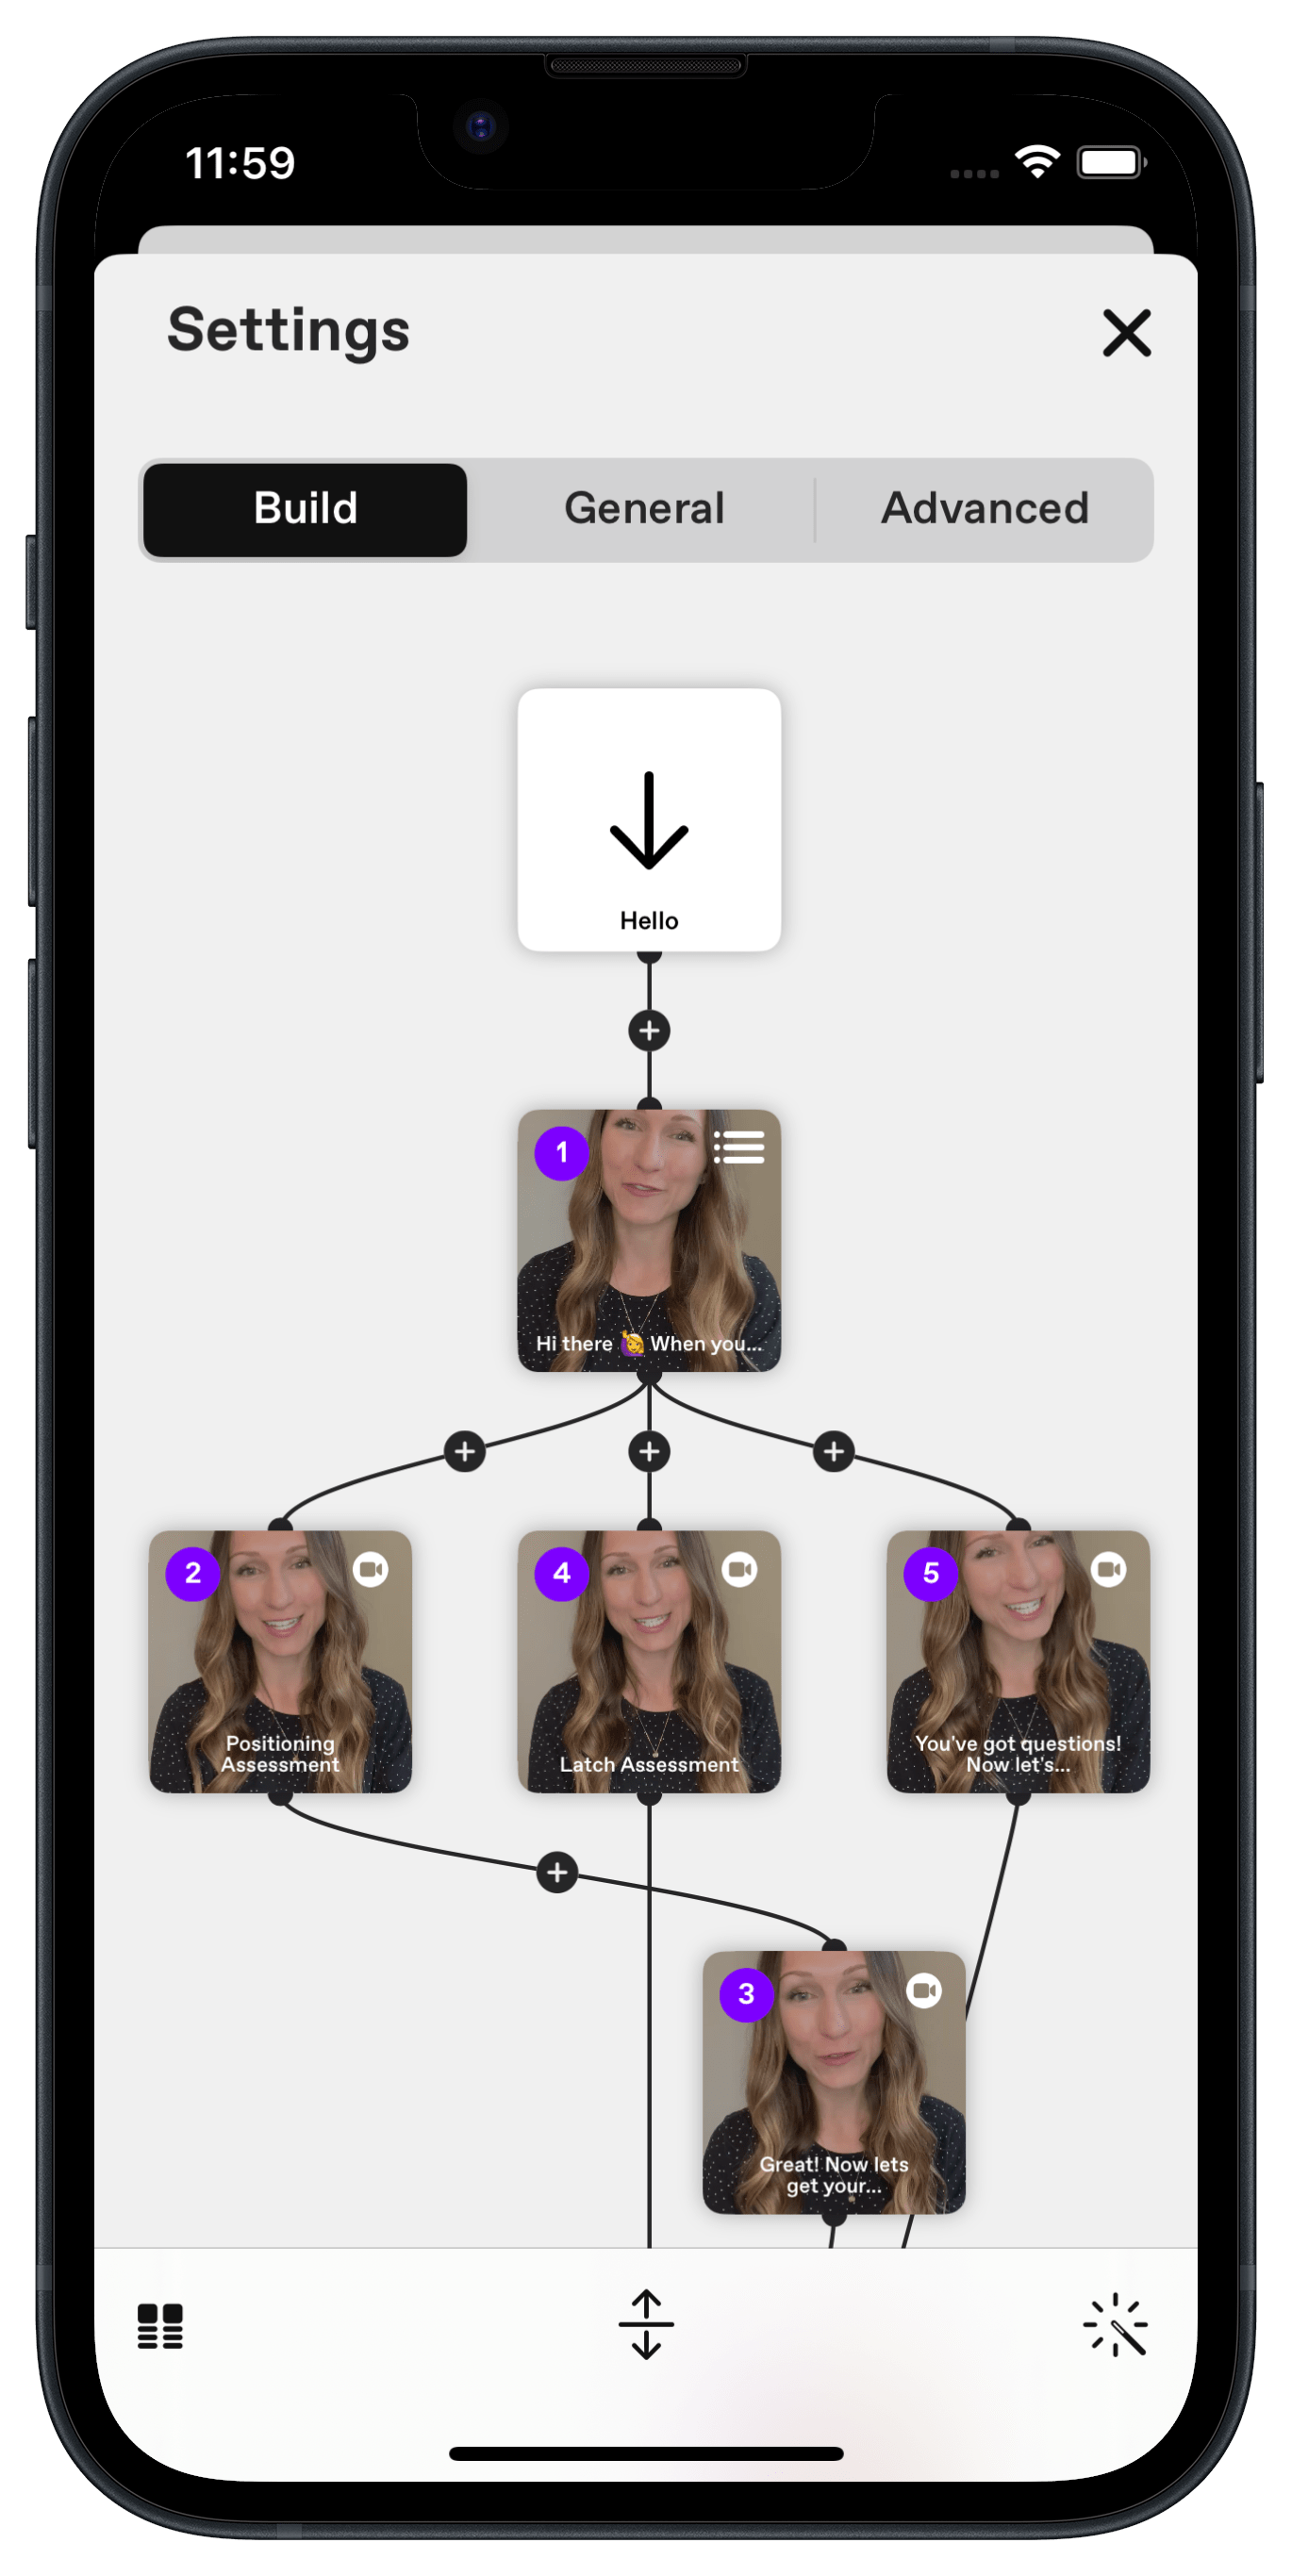 11:59
Settings
Build
General
Advanced
Hello
1
Hi there 🙋‍♀️ When you...
2
4
5
Positioning
Assessment
Latch Assessment
You've got questions!
Now let's...
3
Great! Now lets
get your...